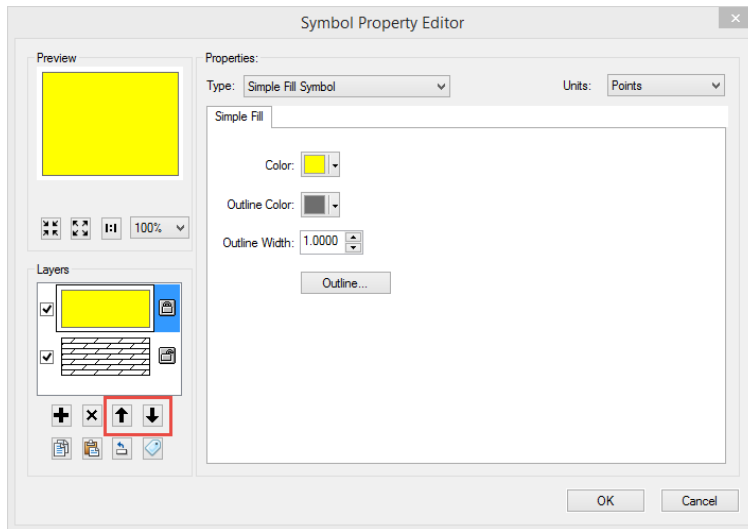 Symbol Property Editor
Preview
Properties:
Type: Simple Fill Symbol
Units: Points
Simple Fill
Color:
Outline Color:
Outline Width: 1.0000
Outline...
1:1 100%
Layers
OK
Cancel